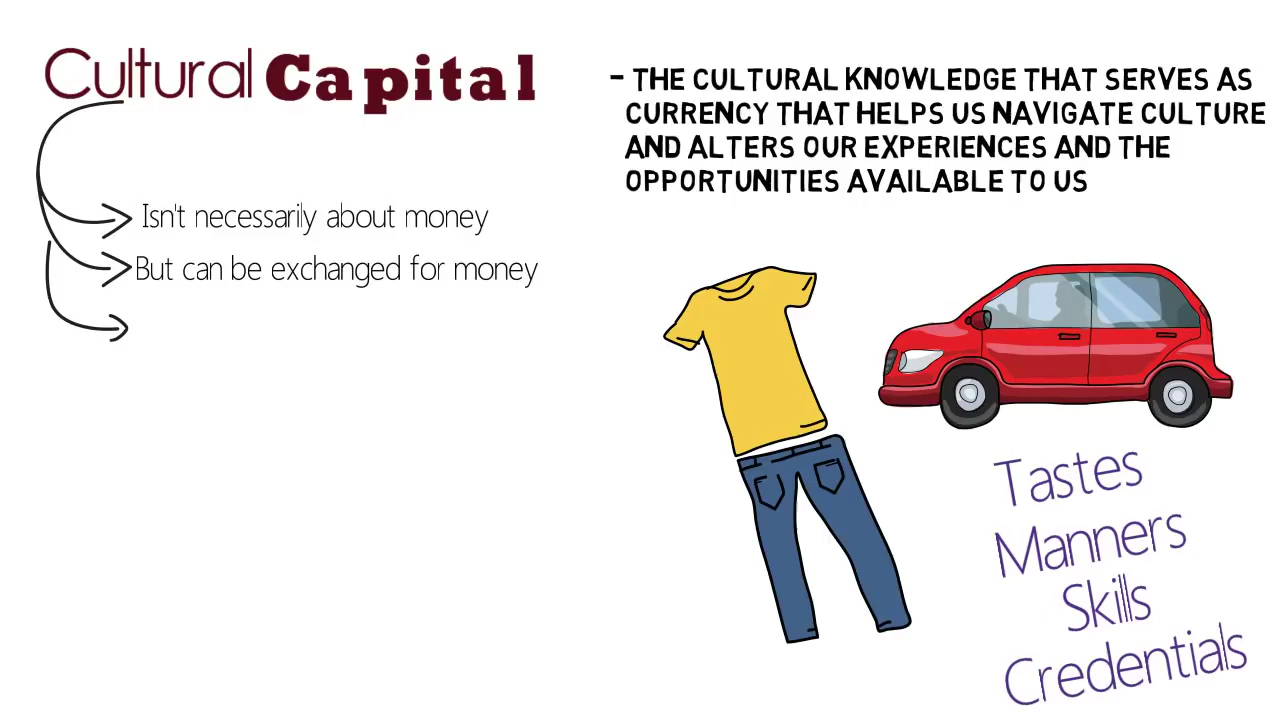 Cultural Capital
- THE CULTURAL KNOWLEDGE THAT SERVES AS
CURRENCY THAT HELPS US NAVIGATE CULTURE
AND ALTERS OUR EXPERIENCES AND THE
OPPORTUNITIES AVAILABLE TO US
Isn't necessarily about money
But can be exchanged for money
Tastes
Manners
Skills
Credentials